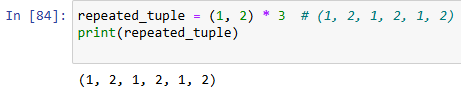 In [84]: repeated_tuple = (1, 2) * 3  # (1, 2, 1, 2, 1, 2)
print(repeated_tuple)
(1, 2, 1, 2, 1, 2)